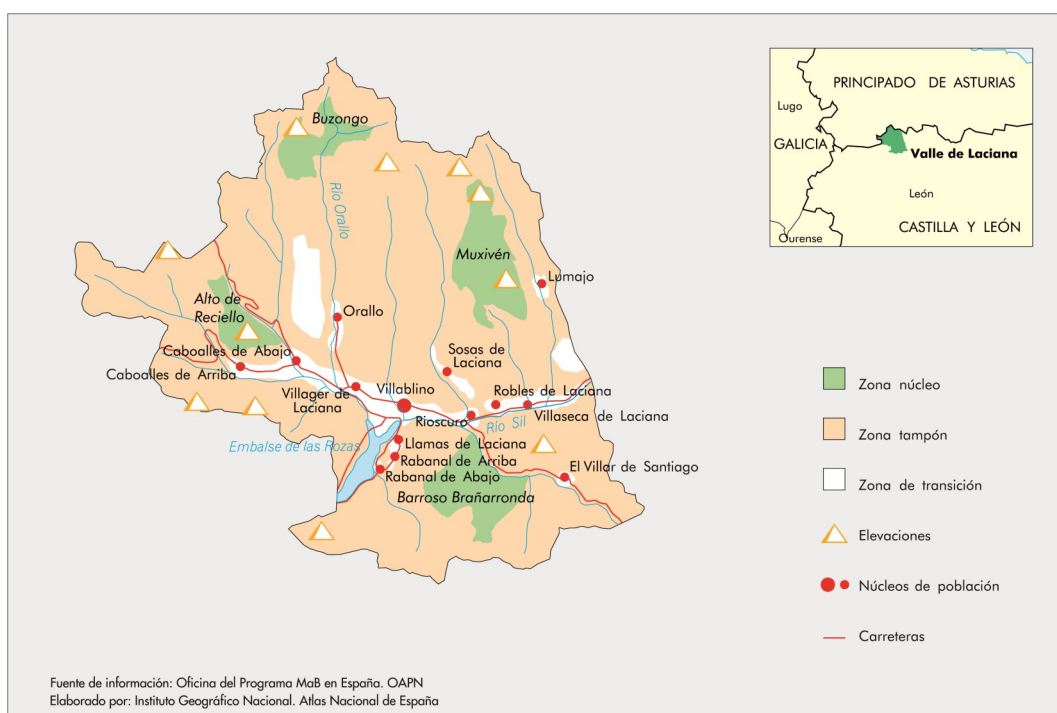 Buzongo
Río Orallo
Muxivén
Lumajo
Alto de
Reciello
Orallo
Caboalles de Abajo
Caboalles de Arriba
Sosas de
Laciana
Villager de
Laciana
Villablino
Robles de Laciana
Rioscuro
Río Sil
Villaseca de Laciana
Embalse de las Rozas
Llamas de Laciana
Rabanal de Arriba
Rabanal de Abajo
El Villar de Santiago
Barroso Brañarronda
PRINCIPADO DE ASTURIAS
Lugo
GALICIA
Valle de Laciana
León
CASTILLA Y LEÓN
Ourense
Zona núcleo
Zona tampón
Zona de transición
Elevaciones
Núcleos de población
Carreteras
Fuente de información: Oficina del Programa MaB en España. OAPN
Elaborado por: Instituto Geográfico Nacional. Atlas Nacional de España